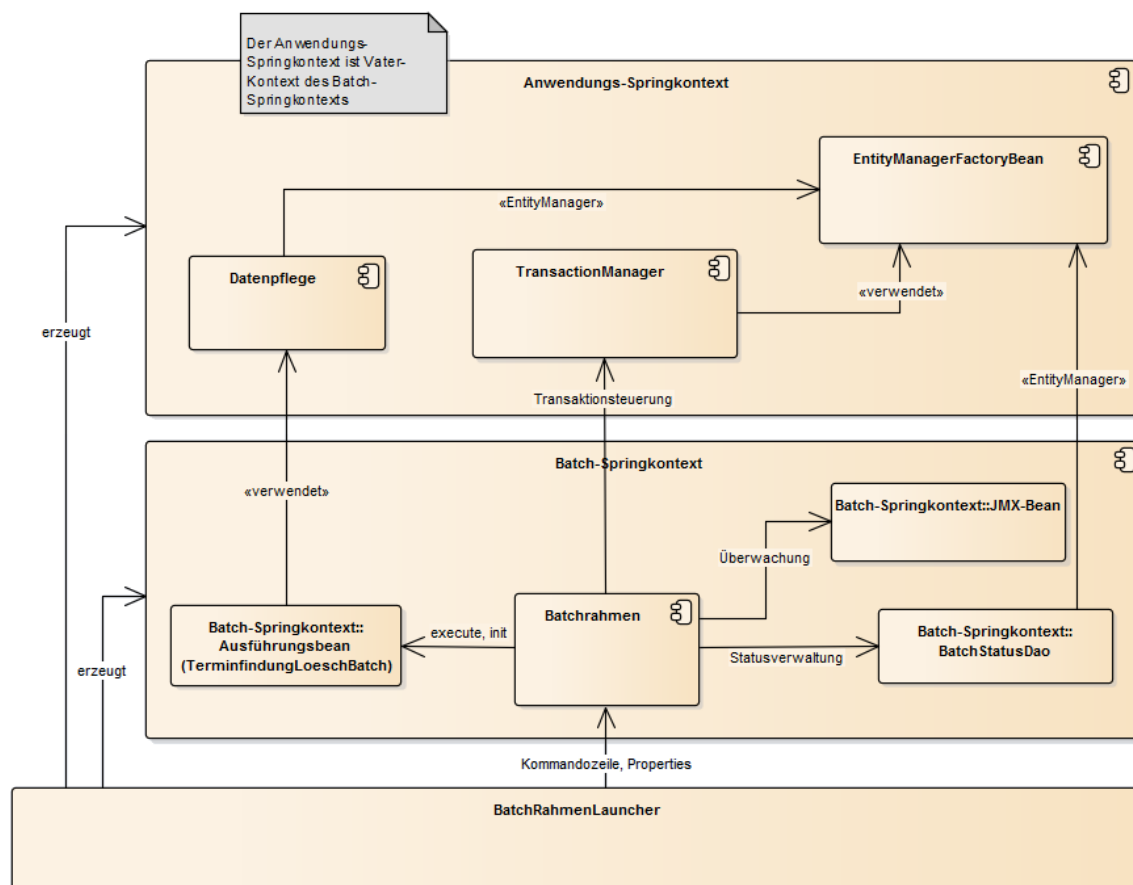 Der Anwendungs-
Springkontext ist Vater-
Kontext des Batch-
Springkontexts
Anwendungs-Springkontext
EntityManagerFactoryBean
«EntityManager»
Datenpflege
TransactionManager
«verwendet»
erzeugt
«EntityManager»
Transaktionsteuerung
Batch-Springkontext
«verwendet»
Batch-Springkontext::JMX-Bean
Überwachung
Batch-Springkontext::
Ausführungsbean
(TerminfindungLoeschBatch)
execute, init
Batchrahmen
Batch-Springkontext::
BatchStatusDao
Statusverwaltung
erzeugt
Kommandozeile, Properties
BatchRahmenLauncher